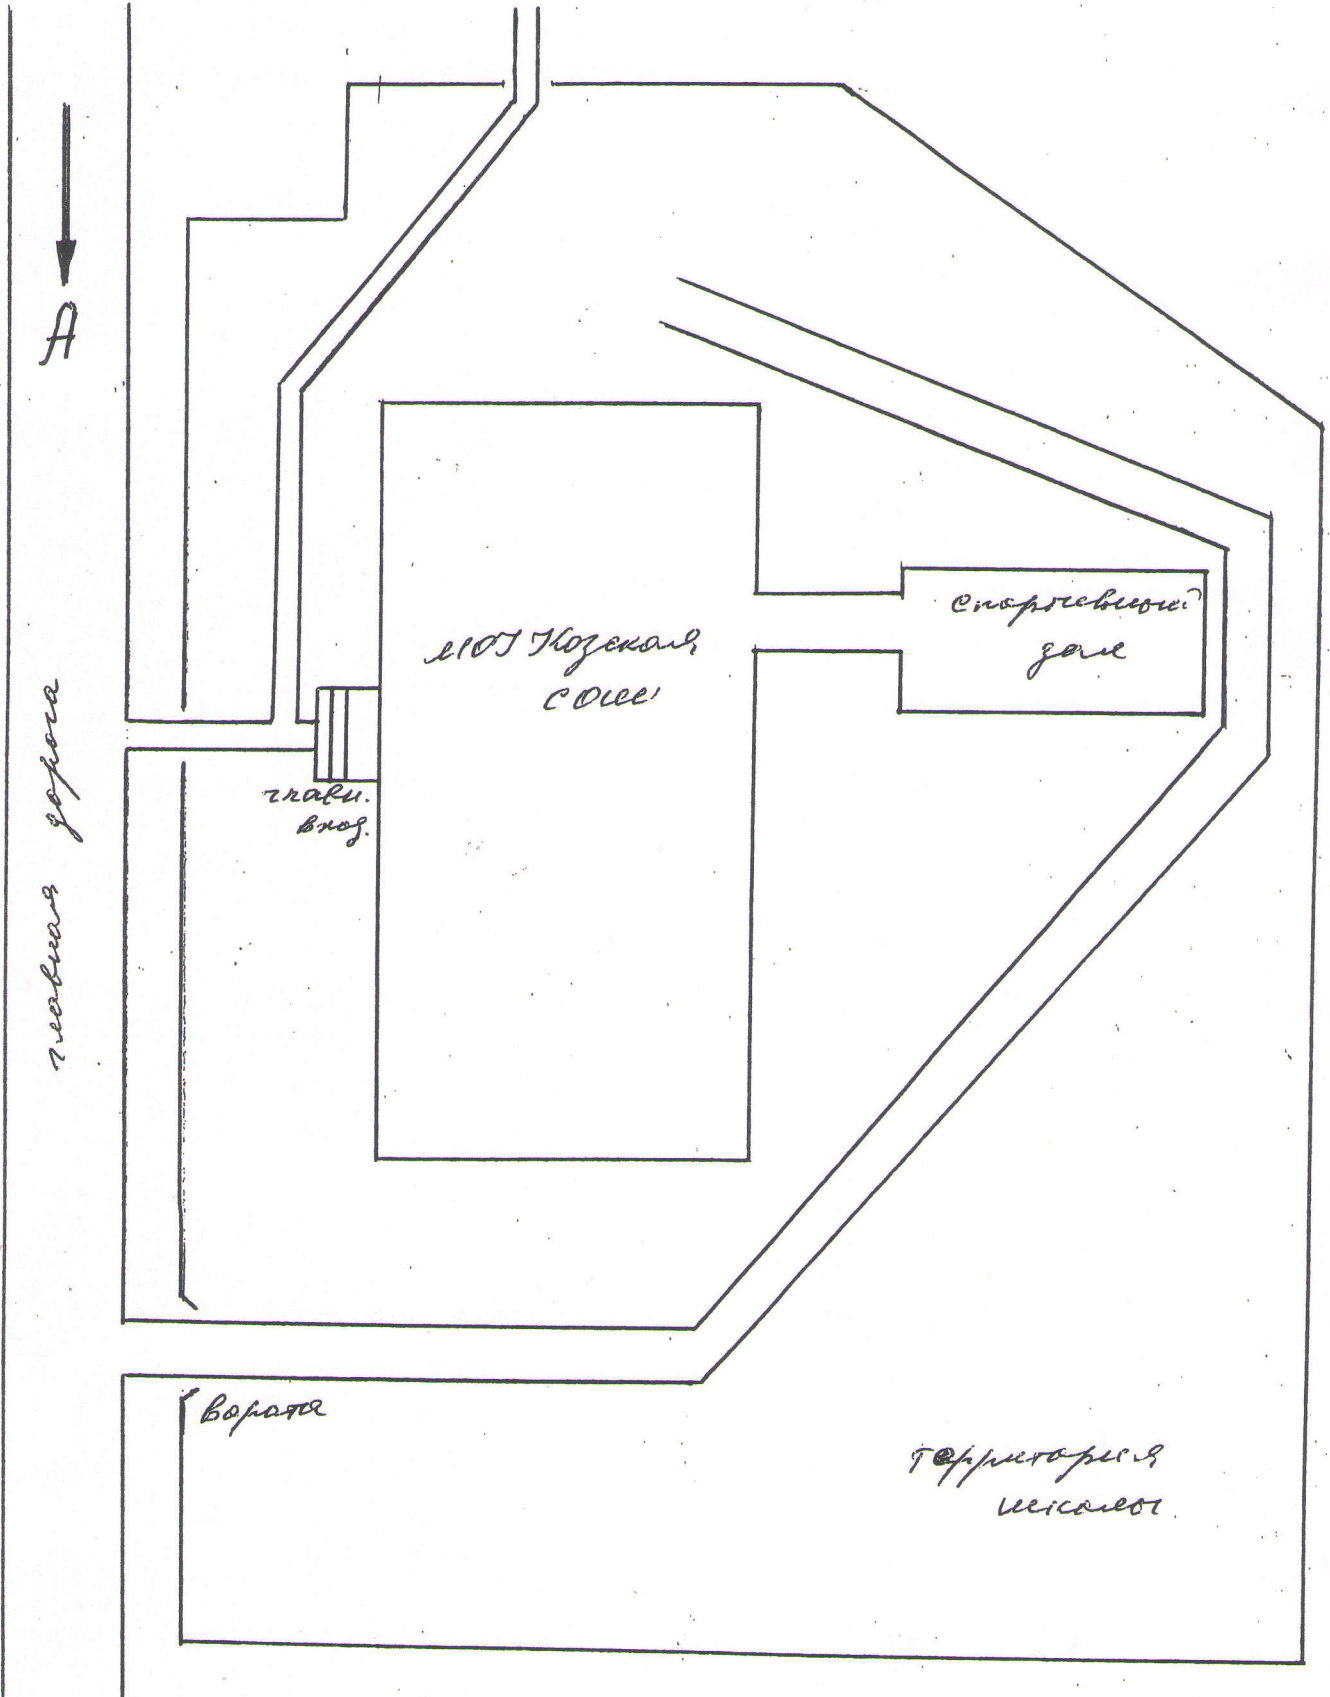 А
МОУ Козская
СОШ
спортивный
зал
главн.
вход.
главная дорога
ворота
территория
школы.